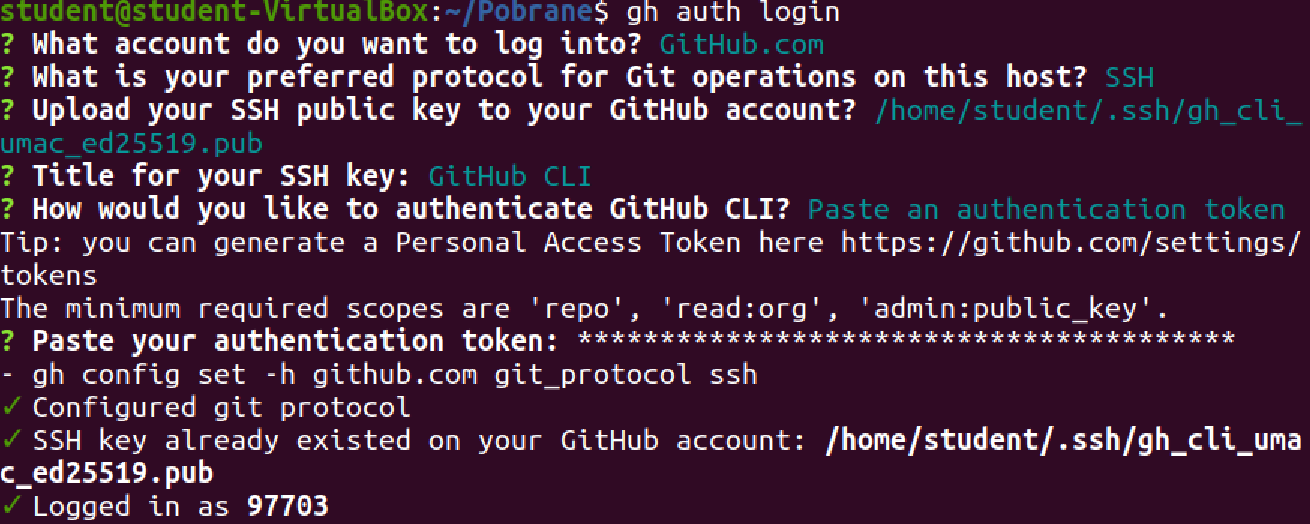 student@student-VirtualBox:~/Pobrane$ gh auth login
? What account do you want to log into? GitHub.com
? What is your preferred protocol for Git operations on this host? SSH
? Upload your SSH public key to your GitHub account? /home/student/.ssh/gh_cli_
umac_ed25519.pub
? Title for your SSH key: GitHub CLI
? How would you like to authenticate GitHub CLI? Paste an authentication token
Tip: you can generate a Personal Access Token here https://github.com/settings/
tokens
The minimum required scopes are 'repo', 'read:org', 'admin:public_key'.
? Paste your authentication token: ****************************************
- gh config set -h github.com git_protocol ssh
✓ Configured git protocol
✓ SSH key already existed on your GitHub account: /home/student/.ssh/gh_cli_uma
c_ed25519.pub
✓ Logged in as 97703